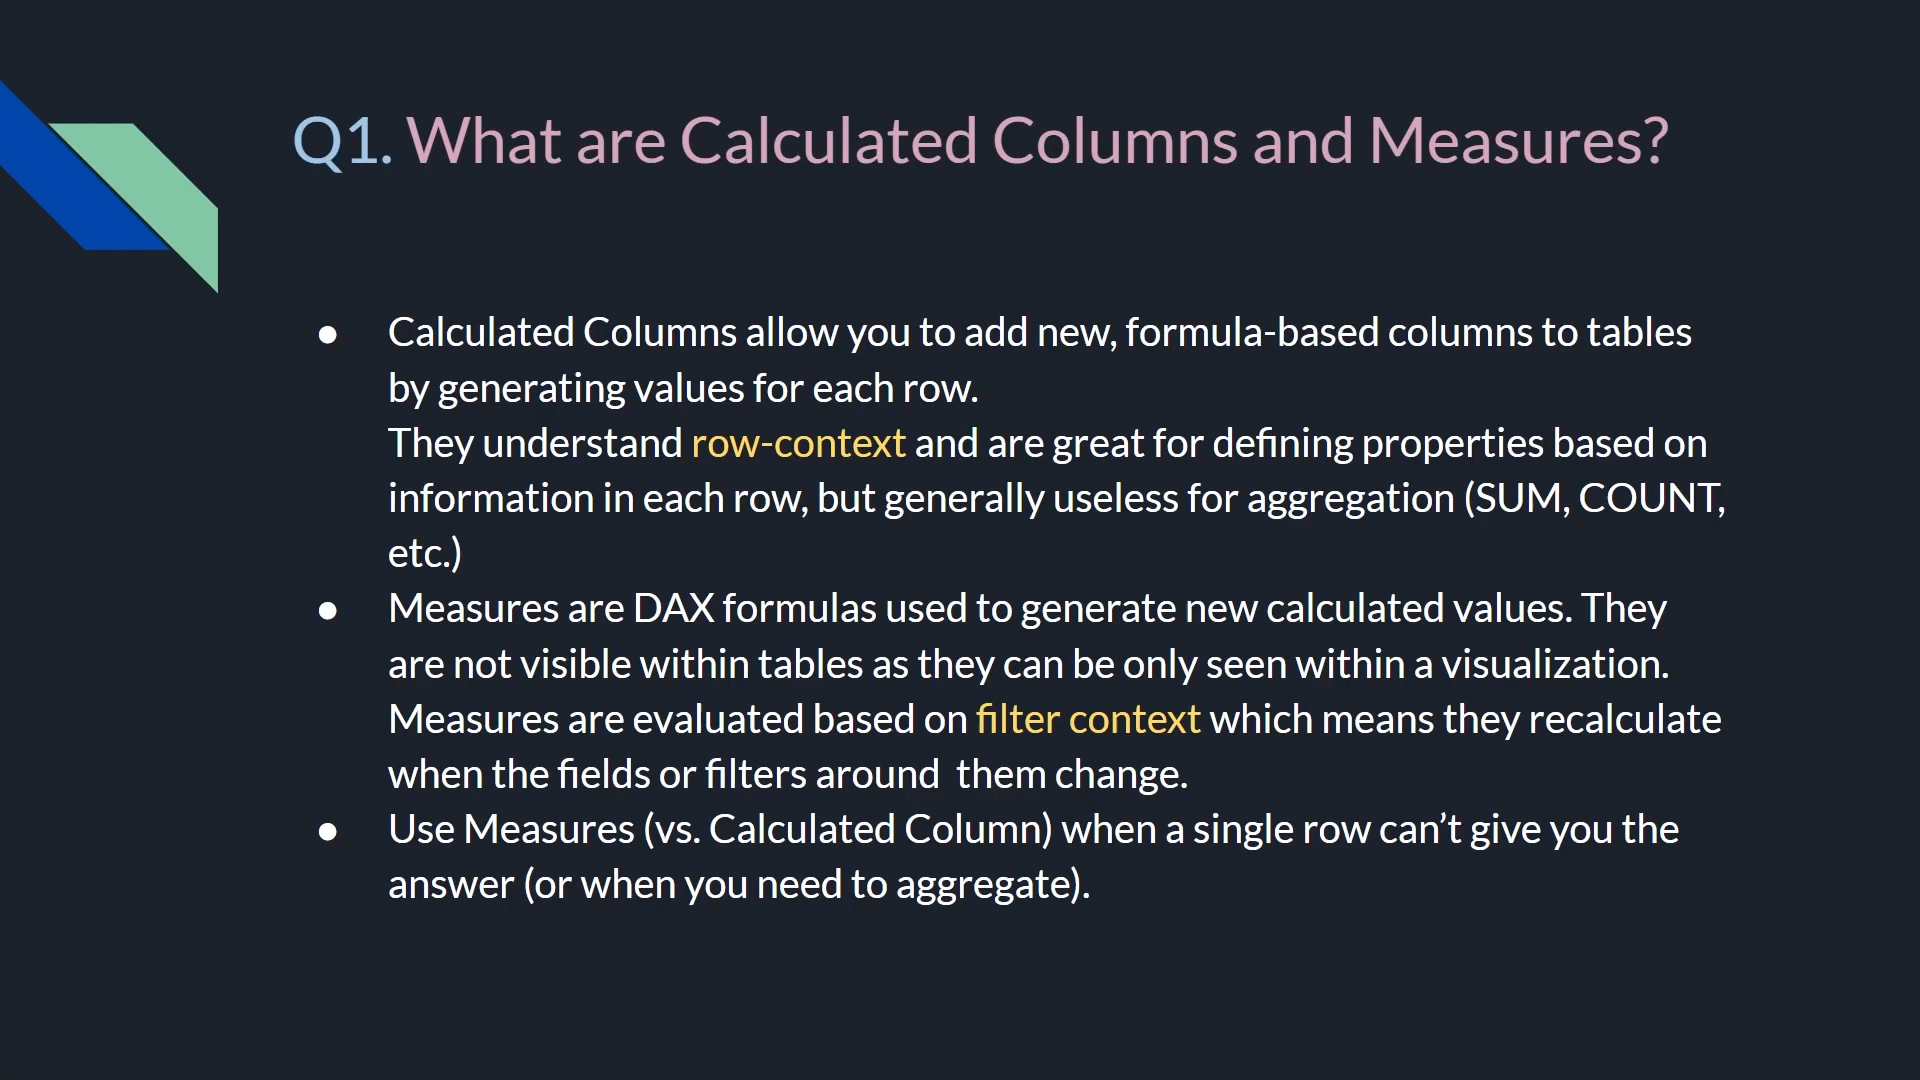 Q1. What are Calculated Columns and Measures?
● Calculated Columns allow you to add new, formula-based columns to tables
by generating values for each row.
They understand row-context and are great for defining properties based on
information in each row, but generally useless for aggregation (SUM, COUNT,
etc.)
● Measures are DAX formulas used to generate new calculated values. They
are not visible within tables as they can be only seen within a visualization.
Measures are evaluated based on filter context which means they recalculate
when the fields or filters around  them change.
● Use Measures (vs. Calculated Column) when a single row can’t give you the
answer (or when you need to aggregate).